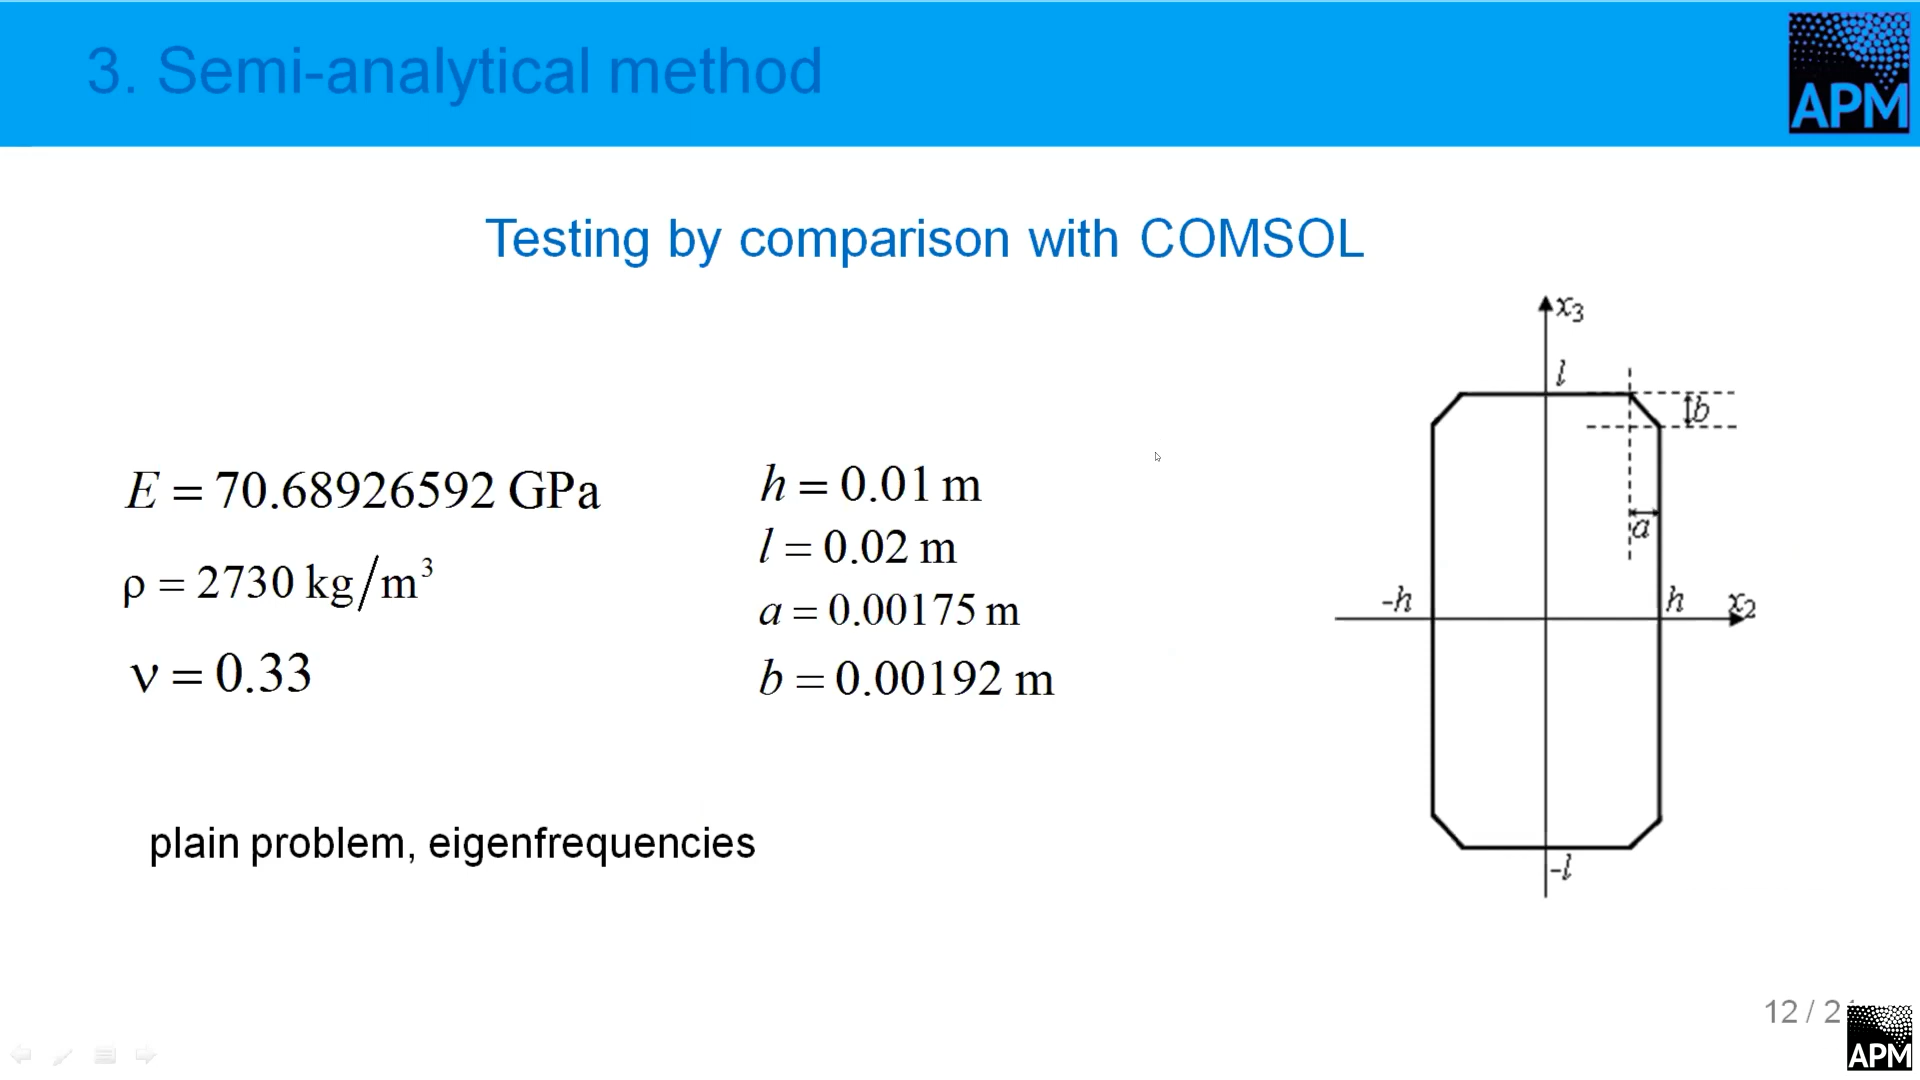 3. Semi-analytical method
APM
Testing by comparison with COMSOL
E = 70.68926592 GPa
ρ = 2730 kg/m³
ν = 0.33
h = 0.01 m
l = 0.02 m
a = 0.00175 m
b = 0.00192 m
x₃
l
b
a
-h
h
x₂
-l
plain problem, eigenfrequencies
12 / 2
APM